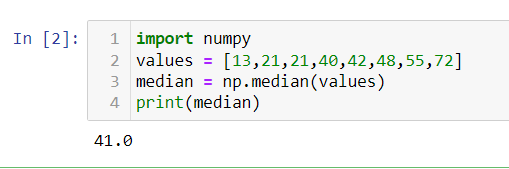 In [2]:
1 import numpy
2 values = [13,21,21,40,42,48,55,72]
3 median = np.median(values)
4 print(median)
41.0